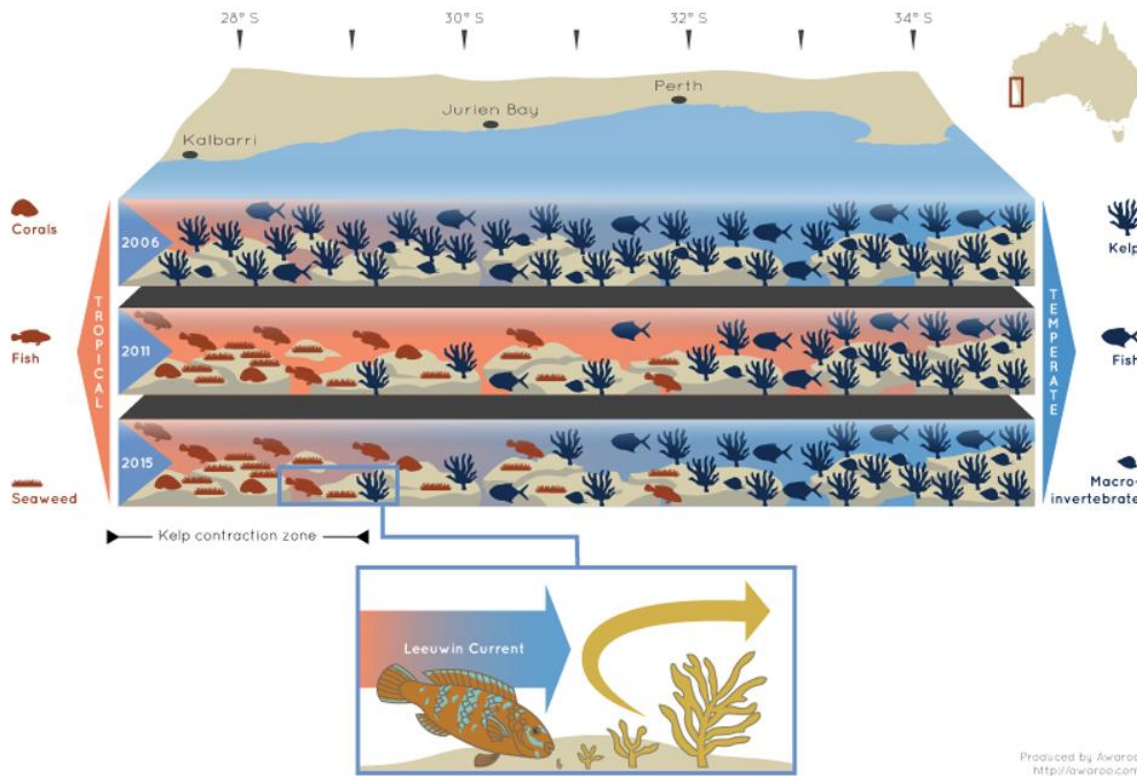 28° S
30° S
32° S
34° S
Perth
Jurien Bay
Kalbarri
Corals
2006
Kelp
TROPICAL
TEMPERATE
Fish
2011
Fish
2015
Seaweed
Macro-
invertebrate
Kelp contraction zone
Leeuwin Current
Produced by Awaroo
http://awaroo.com